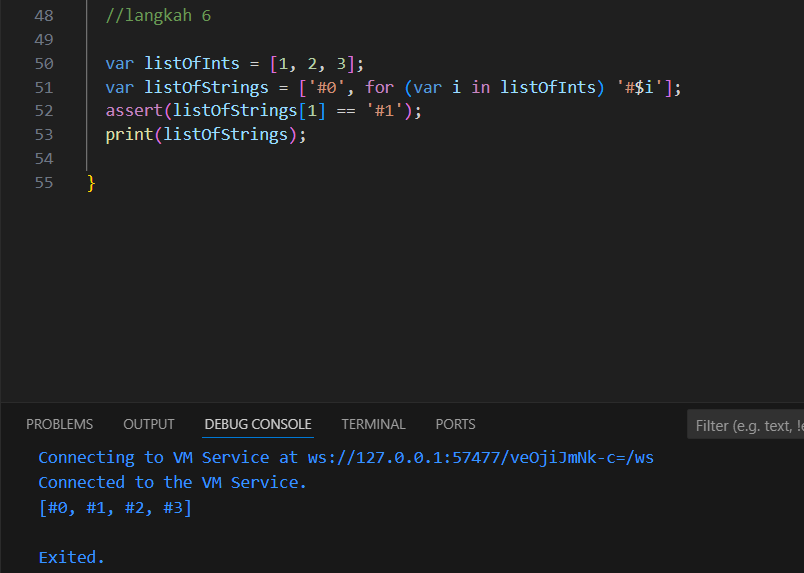 48 //langkah 6
49
50 var listOfInts = [1, 2, 3];
51 var listOfStrings = ['#0', for (var i in listOfInts) '#$i'];
52 assert(listOfStrings[1] == '#1');
53 print(listOfStrings);
54
55 }
PROBLEMS OUTPUT DEBUG CONSOLE TERMINAL PORTS Filter (e.g. text, !e
Connecting to VM Service at ws://127.0.0.1:57477/veOjiJmNk-c=/ws
Connected to the VM Service.
[#0, #1, #2, #3]
Exited.